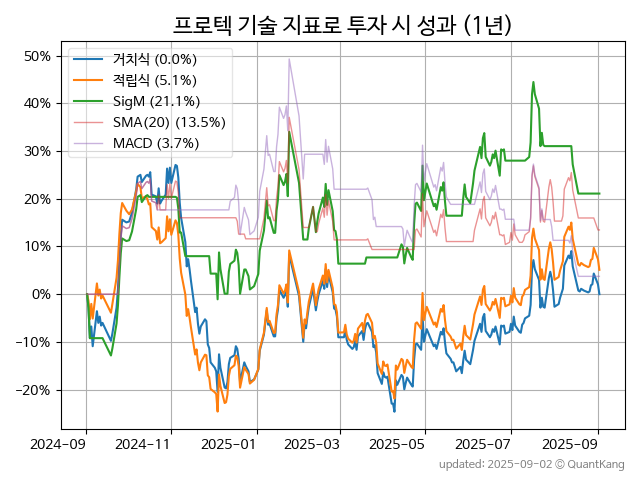 프로텍 기술 지표로 투자 시 성과 (1년)
50%
40%
30%
20%
10%
0%
−10%
−20%
거치식 (0.0%)
적립식 (5.1%)
SigM (21.1%)
SMA(20) (13.5%)
MACD (3.7%)
2024-09
2024-11
2025-01
2025-03
2025-05
2025-07
2025-09
updated: 2025-09-02 © QuantKang